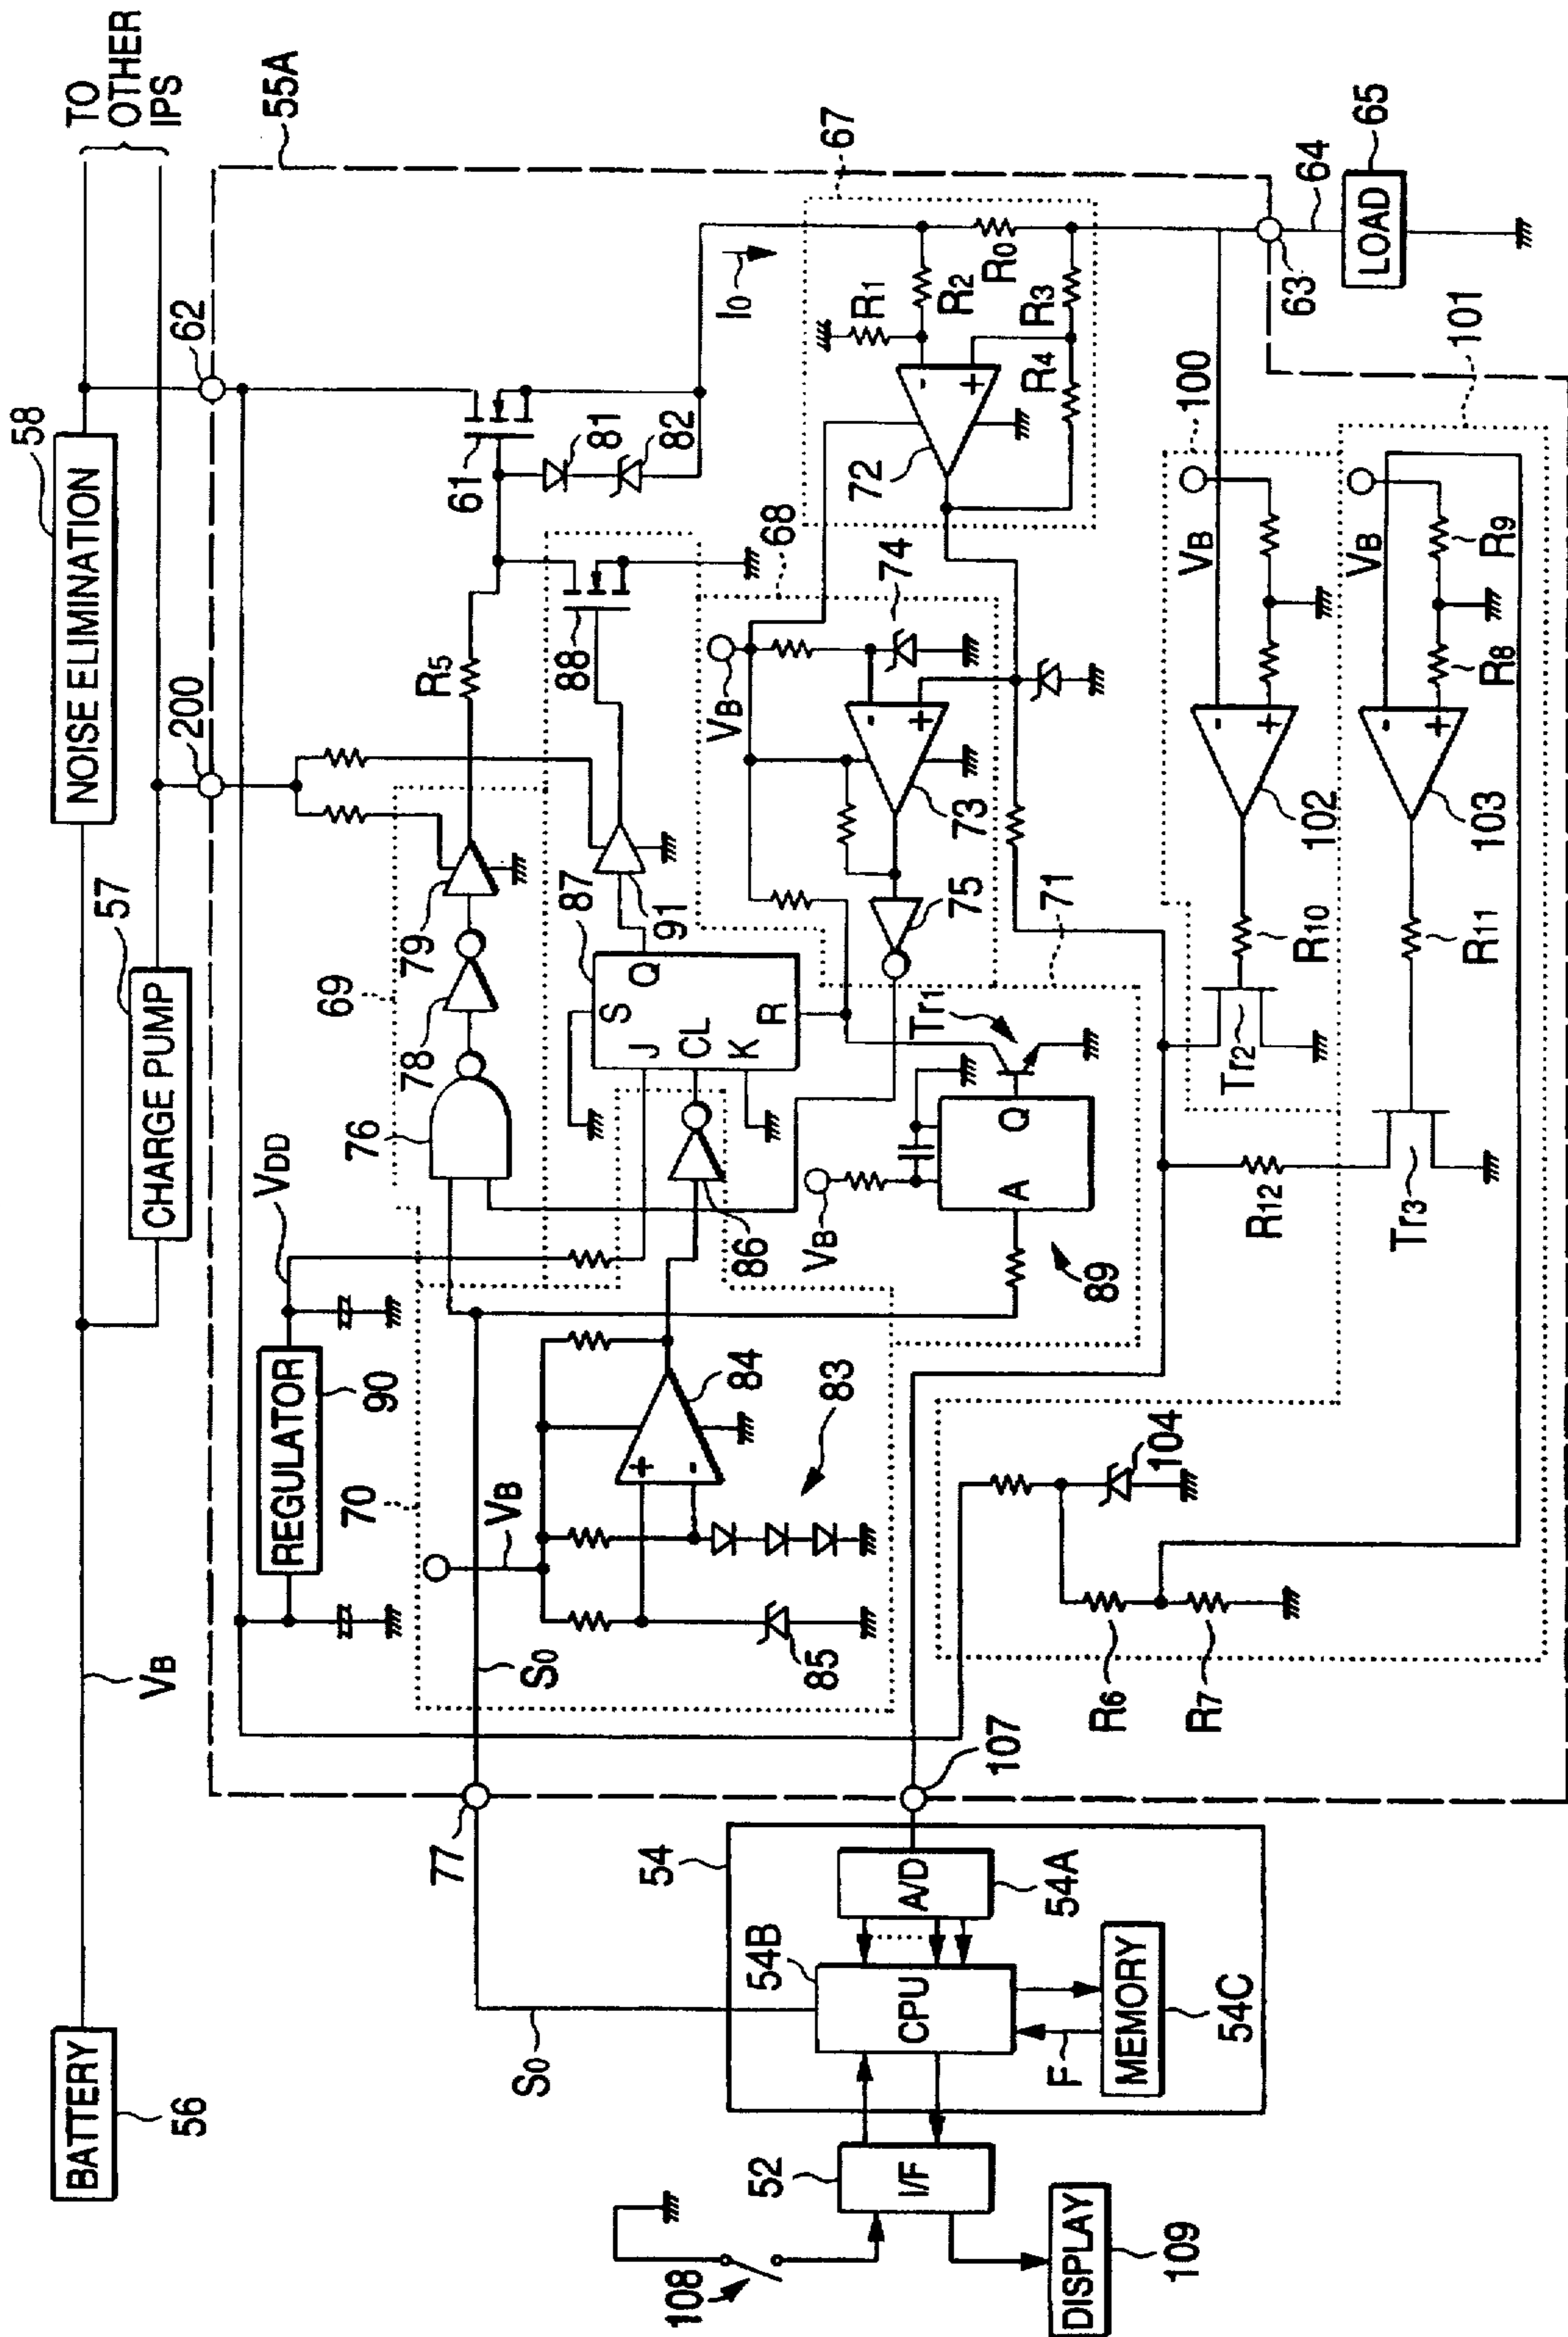 BATTERY
56
VB
CHARGE PUMP
57
NOISE ELIMINATION
58
TO
OTHER
IPS
200
62
55A
REGULATOR
90
VDD
69
76
78
79
R5
61
81
82
I0
67
R1
R2
R0
R3
R4
72
70
VB
S0
83
84
85
86
S
J
CL
K
R
Q
87
91
88
68
VB
74
73
75
71
Tr1
VB
A
Q
89
77
S0
54
54B
CPU
A/D
54A
F
MEMORY
54C
52
I/F
108
DISPLAY
109
107
104
R6
R7
R12
Tr2
Tr3
R10
R11
102
103
100
VB
VB
R8
R9
101
63
64
LOAD
65